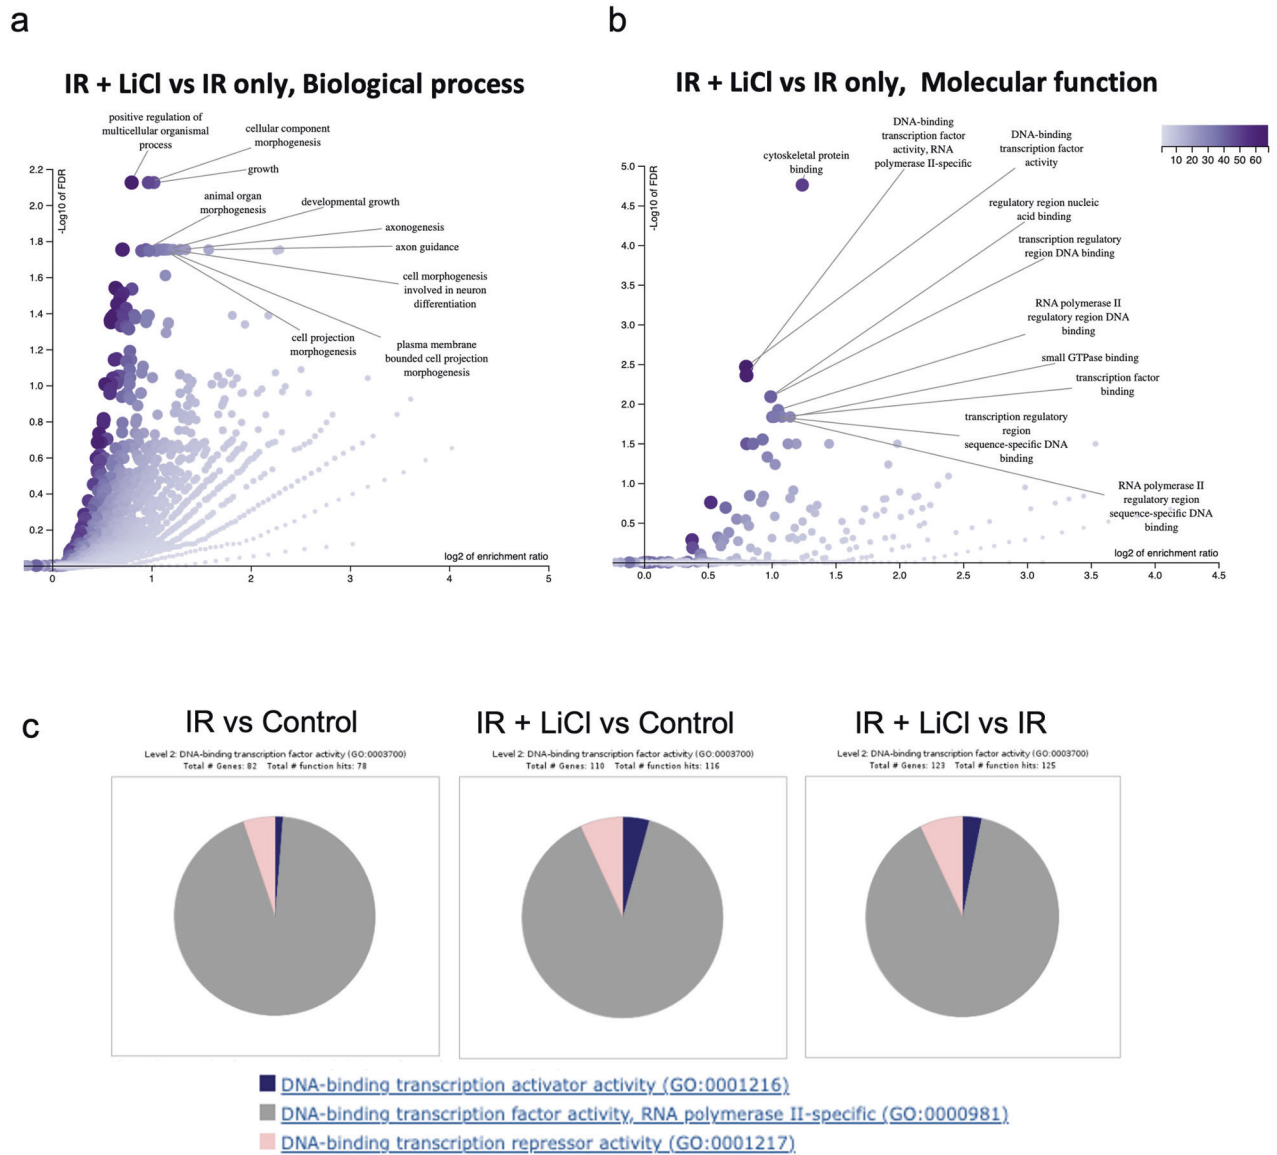 a
IR + LiCl vs IR only, Biological process
positive regulation of
multicellular organismal
process
cellular component
morphogenesis
growth
animal organ
morphogenesis
developmental growth
axonogenesis
axon guidance
cell morphogenesis
involved in neuron
differentiation
cell projection
morphogenesis
plasma membrane
bounded cell projection
morphogenesis
-Log10 of FDR
2.2
2.0
1.8
1.6
1.4
1.2
1.0
0.8
0.6
0.4
0.2
log2 of enrichment ratio
0 1 2 3 4 5
b
IR + LiCl vs IR only, Molecular function
10 20 30 40 50 60
cytoskeletal protein
binding
DNA-binding
transcription factor
activity, RNA
polymerase II-specific
DNA-binding
transcription factor
activity
regulatory region nucleic
acid binding
transcription regulatory
region DNA binding
RNA polymerase II
regulatory region DNA
binding
small GTPase binding
transcription factor
binding
transcription regulatory
region
sequence-specific DNA
binding
RNA polymerase II
regulatory region
sequence-specific DNA
binding
-Log10 of FDR
5.0
4.5
4.0
3.5
3.0
2.5
2.0
1.5
1.0
0.5
log2 of enrichment ratio
0.0 0.5 1.0 1.5 2.0 2.5 3.0 3.5 4.0 4.5
c
IR vs Control
Level 2: DNA-binding transcription factor activity (GO:0003700)
Total # Genes: 82 Total # function hits: 78
IR + LiCl vs Control
Level 2: DNA-binding transcription factor activity (GO:0003700)
Total # Genes: 110 Total # function hits: 116
IR + LiCl vs IR
Level 2: DNA-binding transcription factor activity (GO:0003700)
Total # Genes: 123 Total # function hits: 125
DNA-binding transcription activator activity (GO:0001216)
DNA-binding transcription factor activity, RNA polymerase II-specific (GO:0000981)
DNA-binding transcription repressor activity (GO:0001217)